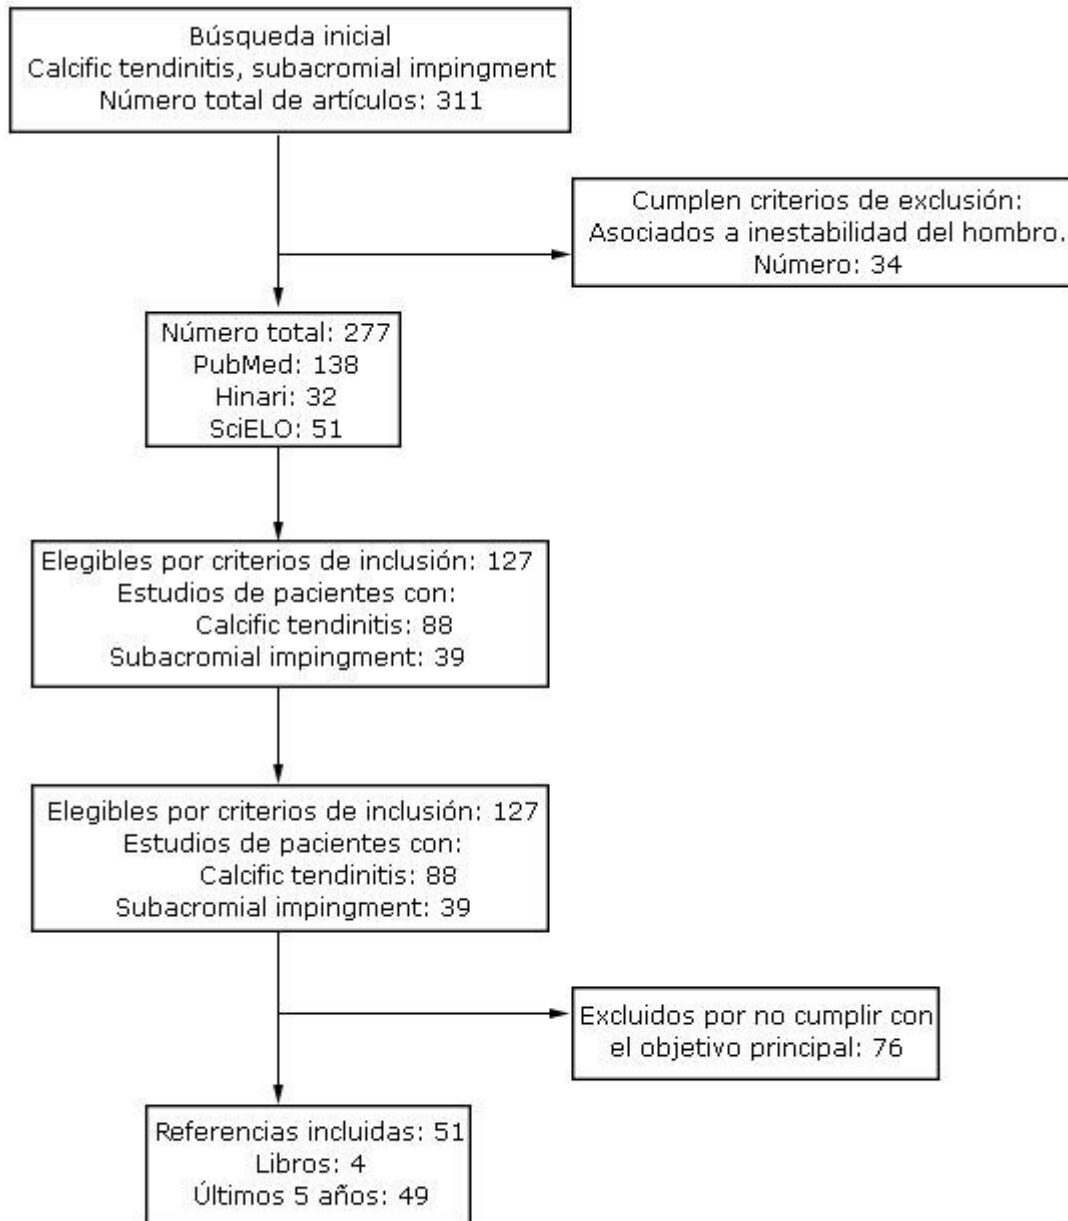 Búsqueda inicial
Calcific tendinitis, subacromial impingment
Número total de artículos: 311
Cumplen criterios de exclusión:
Asociados a inestabilidad del hombro.
Número: 34
Número total: 277
PubMed: 138
Hinari: 32
SciELO: 51
Elegibles por criterios de inclusión: 127
Estudios de pacientes con:
Calcific tendinitis: 88
Subacromial impingment: 39
Elegibles por criterios de inclusión: 127
Estudios de pacientes con:
Calcific tendinitis: 88
Subacromial impingment: 39
Excluidos por no cumplir con
el objetivo principal: 76
Referencias incluidas: 51
Libros: 4
Últimos 5 años: 49